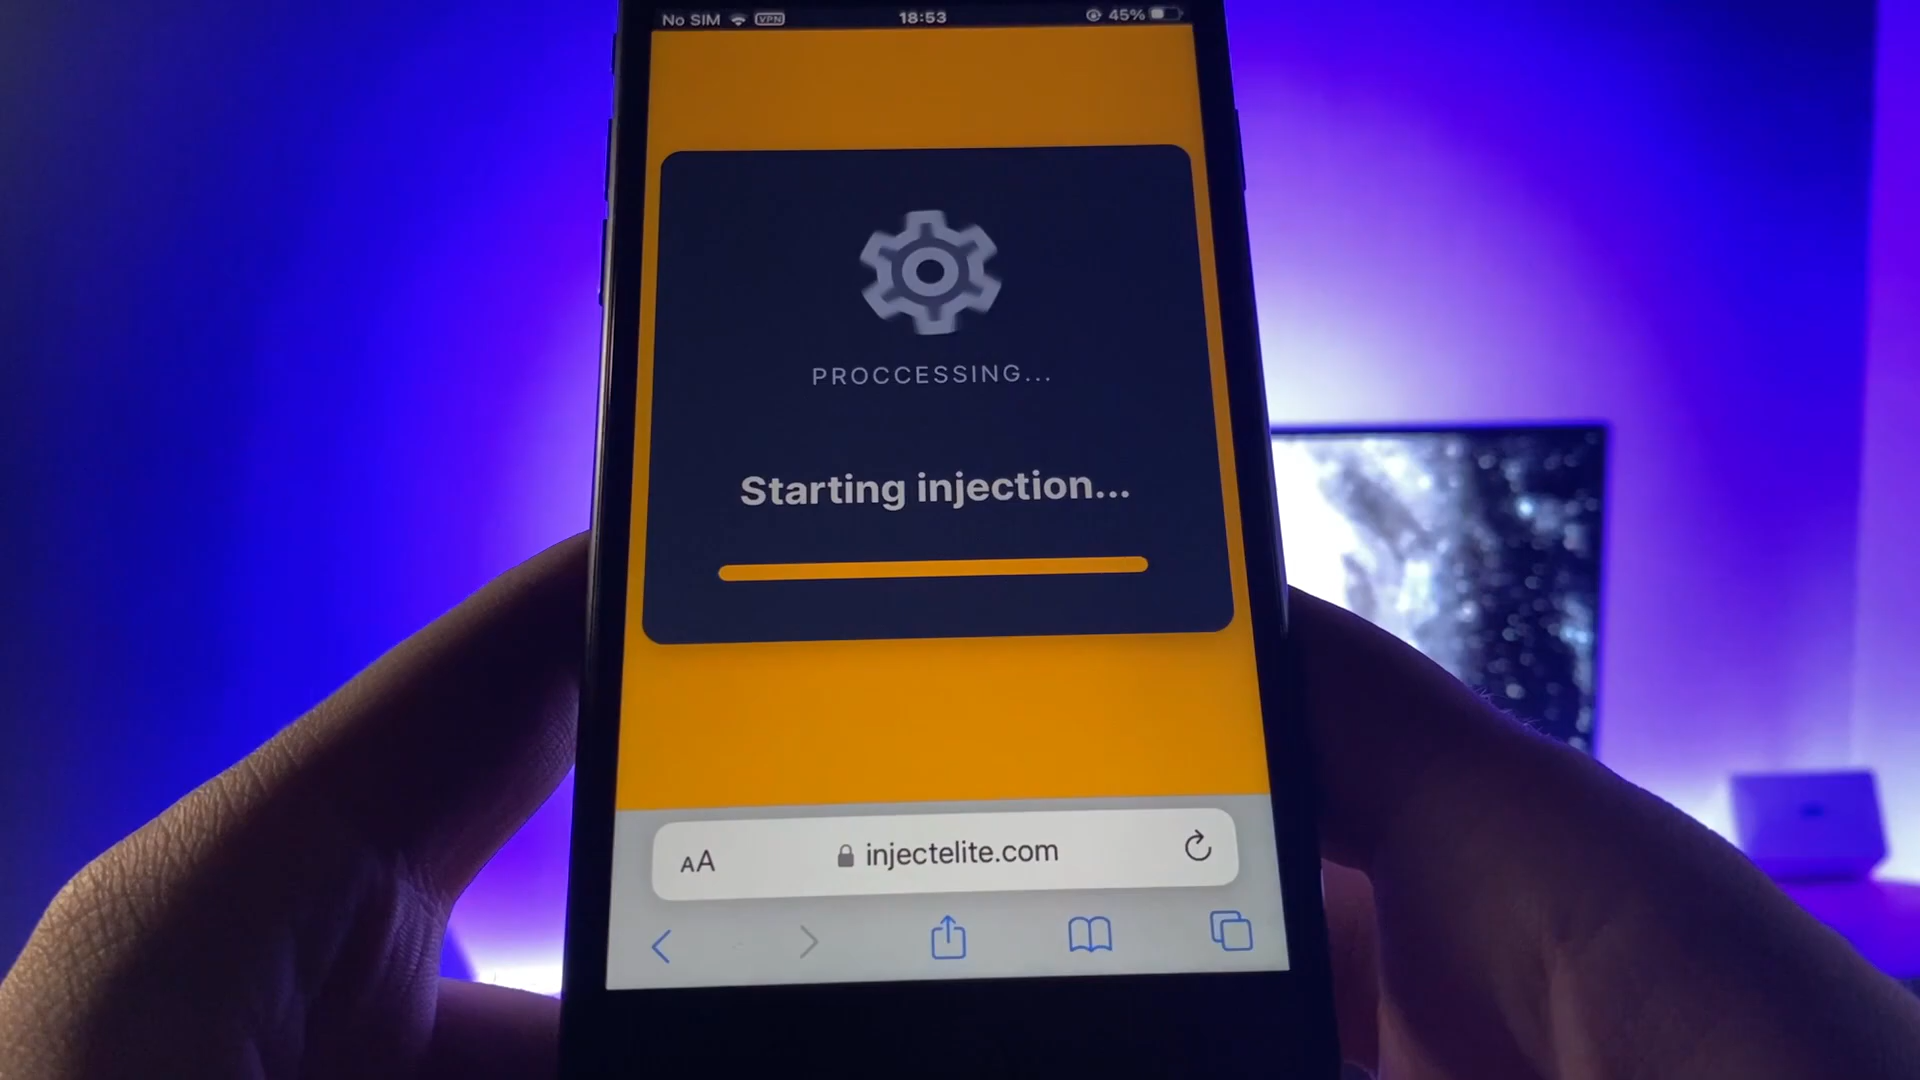 No SIM VPN 18:53 45%
PROCCESSING...
Starting injection...
AA injectelite.com